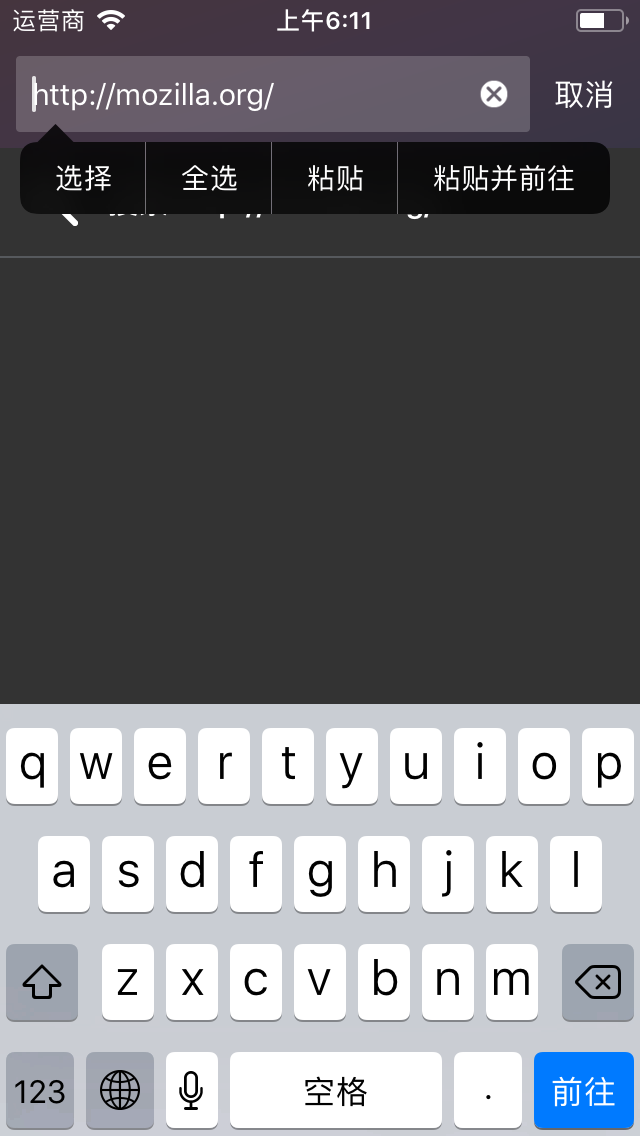 运营商 上午6:11
http://mozilla.org/ 取消
选择 全选 粘贴 粘贴并前往
q w e r t y u i o p
a s d f g h j k l
z x c v b n m
123 空格 . 前往